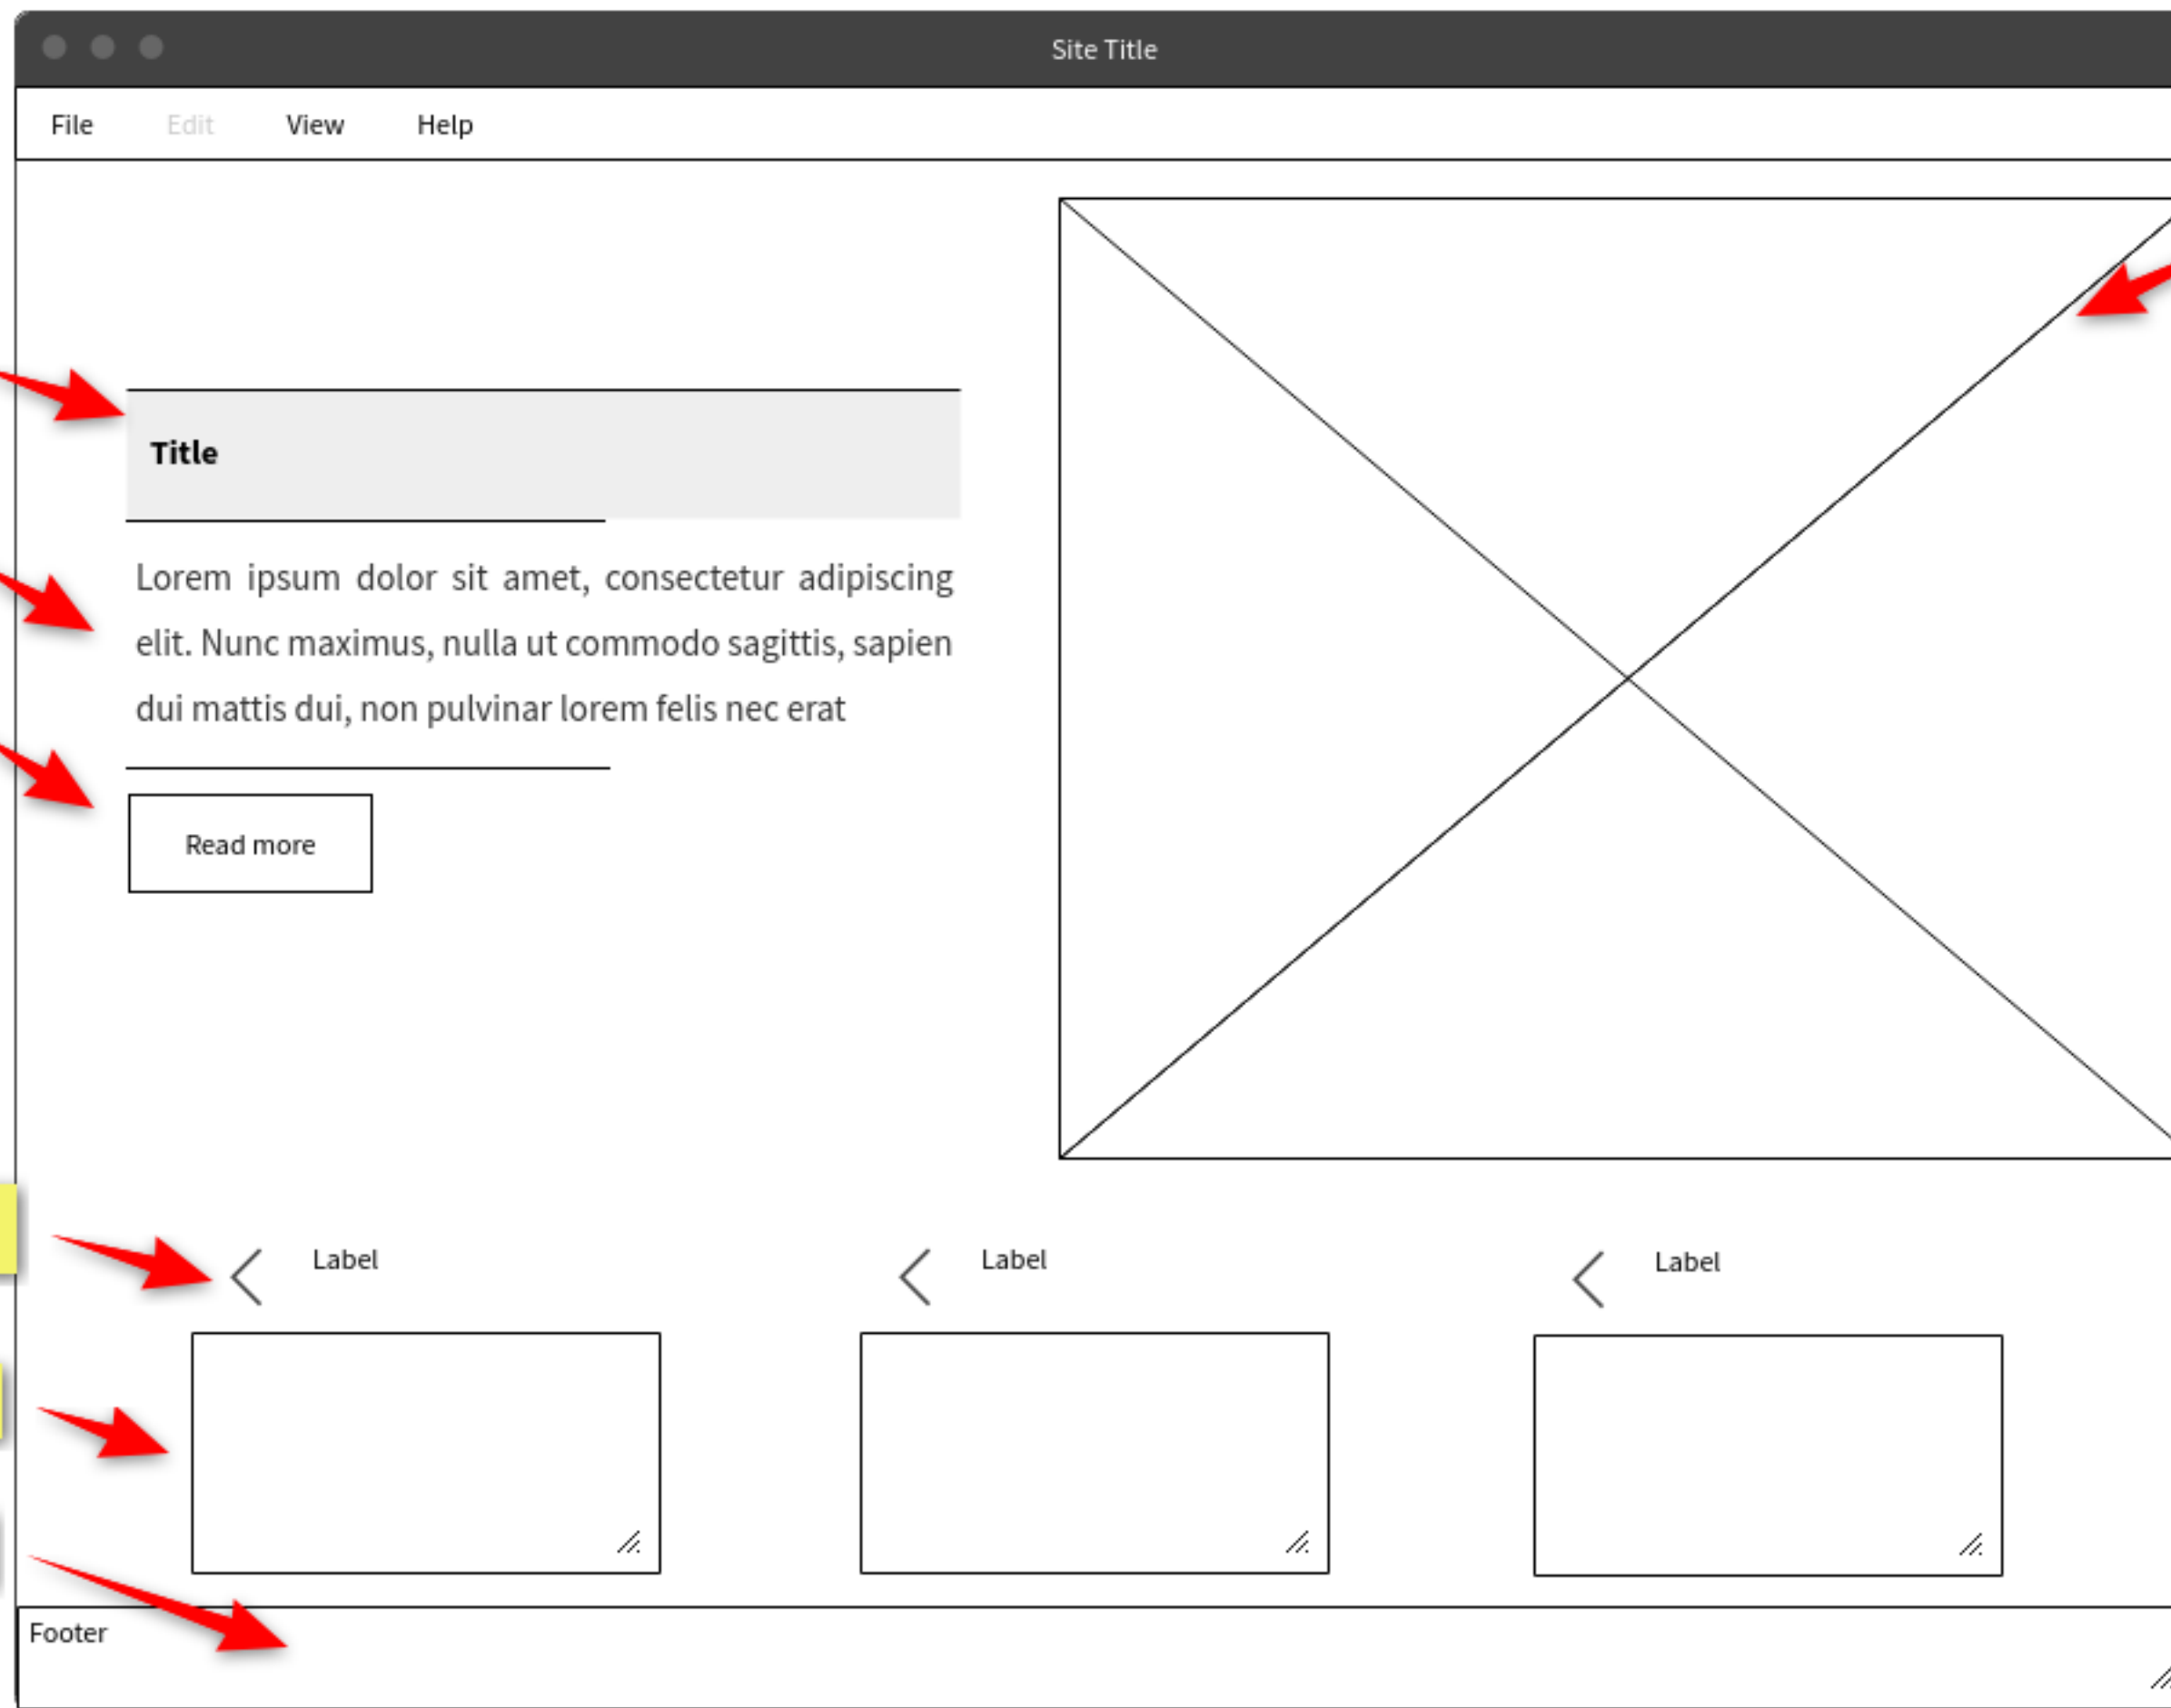 Site Title
File Edit View Help
Title
Lorem ipsum dolor sit amet, consectetur adipiscing
elit. Nunc maximus, nulla ut commodo sagittis, sapien
dui mattis dui, non pulvinar lorem felis nec erat
Read more
Label Label Label
Footer